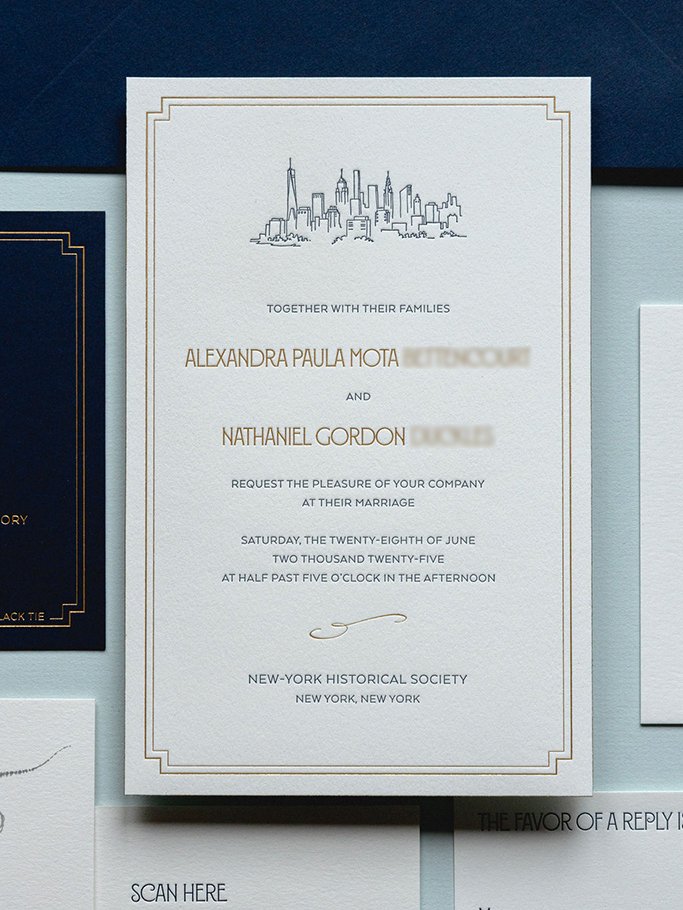 TOGETHER WITH THEIR FAMILIES
ALEXANDRA PAULA MOTA
AND
NATHANIEL GORDON
REQUEST THE PLEASURE OF YOUR COMPANY
AT THEIR MARRIAGE
SATURDAY, THE TWENTY-EIGHTH OF JUNE
TWO THOUSAND TWENTY-FIVE
AT HALF PAST FIVE O'CLOCK IN THE AFTERNOON
NEW-YORK HISTORICAL SOCIETY
NEW YORK, NEW YORK
ORY
LACK TIE
SCAN HERE
THE FAVOR OF A REPLY IS